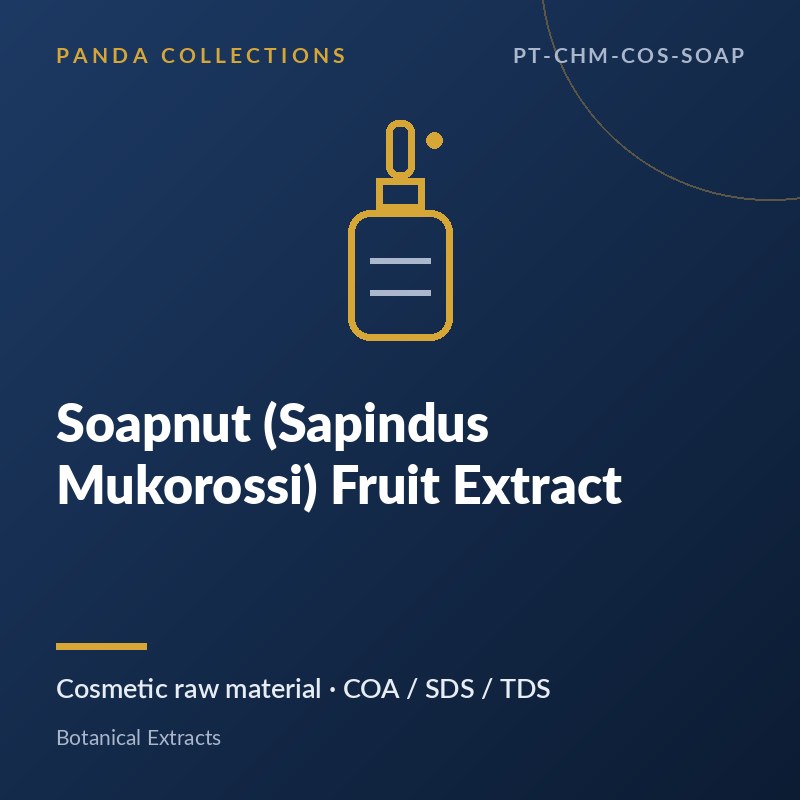 PANDA COLLECTIONS
PT-CHM-COS-SOAP
Soapnut (Sapindus
Mukorossi) Fruit Extract
Cosmetic raw material · COA / SDS / TDS
Botanical Extracts